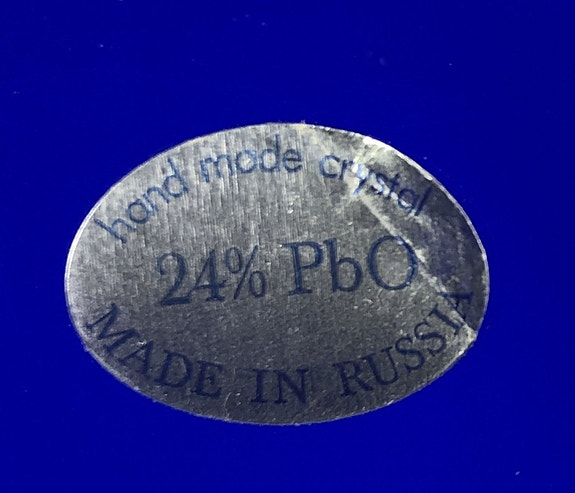 hand made crystal
24% PbO
MADE IN RUSSIA